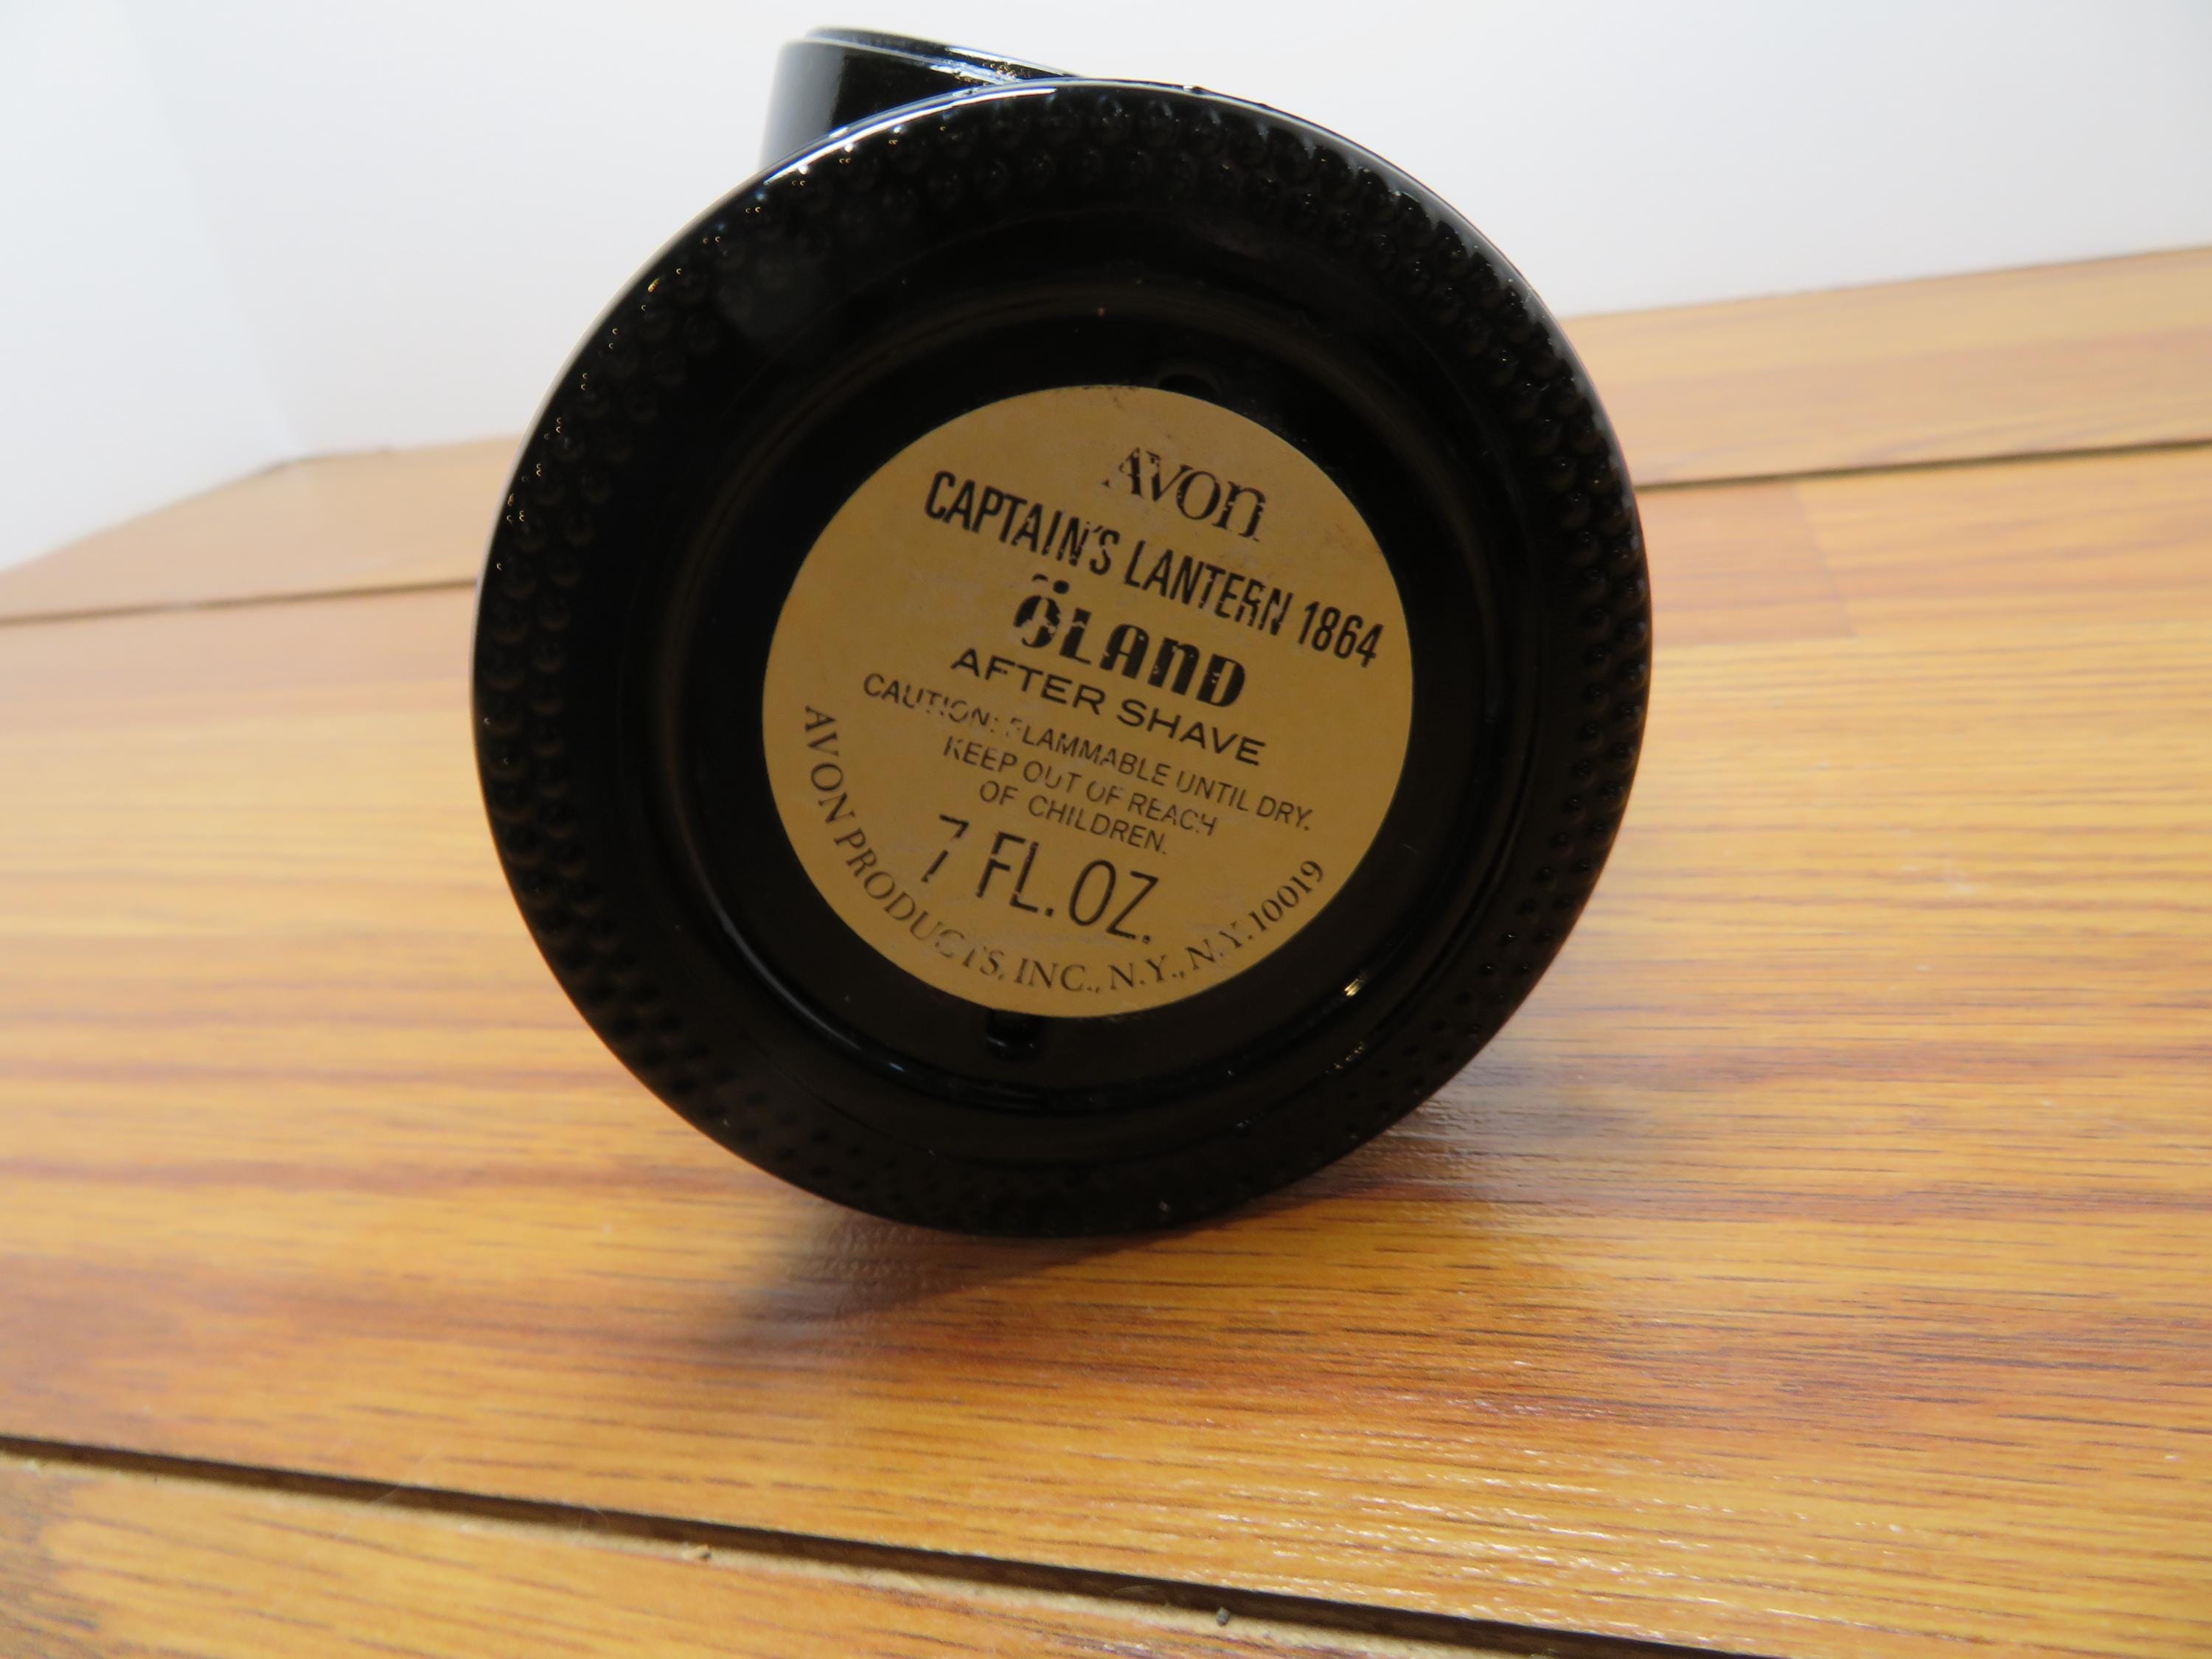 AVON
CAPTAIN'S LANTERN 1864
ÖLAND
AFTER SHAVE
CAUTION: FLAMMABLE UNTIL DRY.
KEEP OUT OF REACH
OF CHILDREN.
7 FL. OZ.
AVON PRODUCTS, INC., N.Y., N.Y. 10019